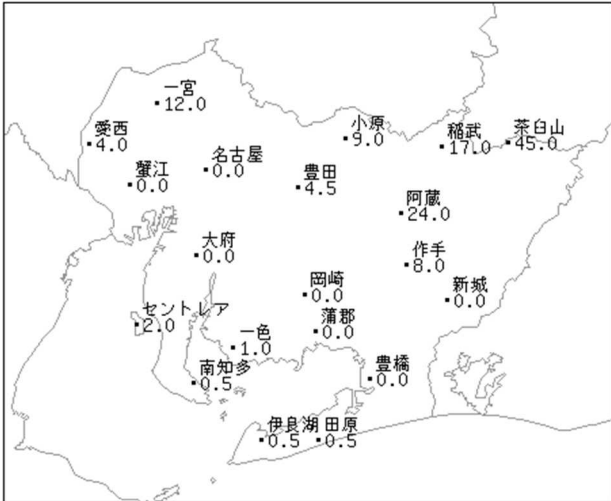 一宮
12.0
愛西
4.0
小原
9.0
稲武
17.0
茶臼山
45.0
名古屋
0.0
蟹江
0.0
豊田
4.5
阿蔵
24.0
大府
0.0
作手
8.0
岡崎
0.0
新城
0.0
セントレア
2.0
蒲郡
0.0
一色
1.0
南知多
0.5
豊橋
0.0
伊良湖
0.5
田原
0.5